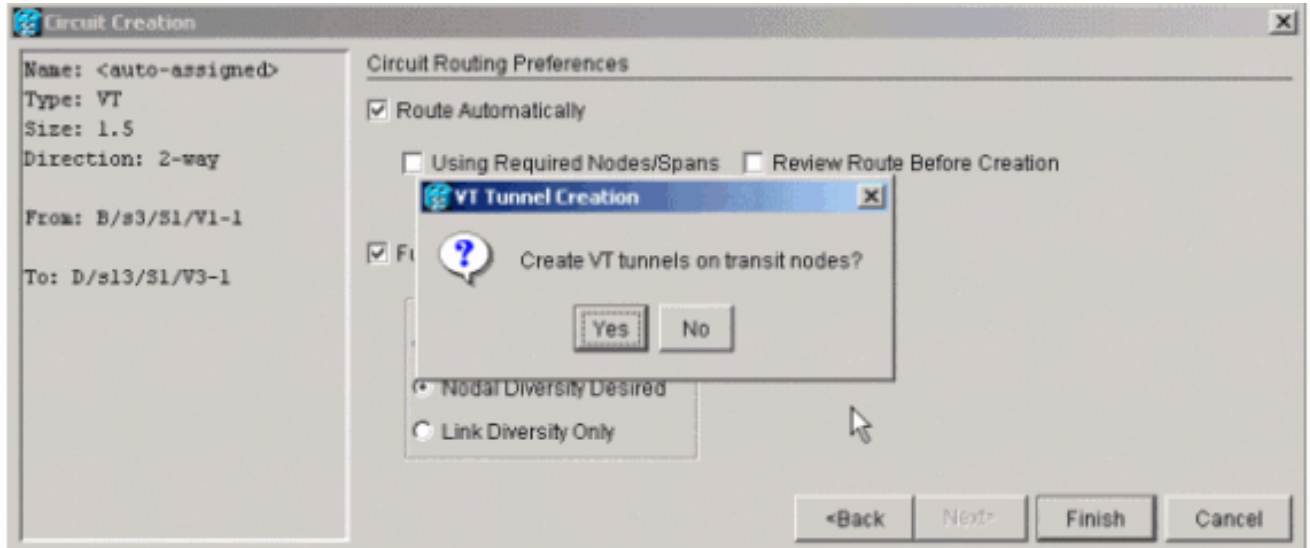 Circuit Creation
Name: <auto-assigned>
Type: VT
Size: 1.5
Direction: 2-way
From: B/s3/S1/V1-1
To: D/s13/S1/V3-1
Circuit Routing Preferences
Route Automatically
Using Required Nodes/Spans
Review Route Before Creation
VT Tunnel Creation
Create VT tunnels on transit nodes?
Yes
No
Nodal Diversity Desired
Link Diversity Only
<Back
Next>
Finish
Cancel